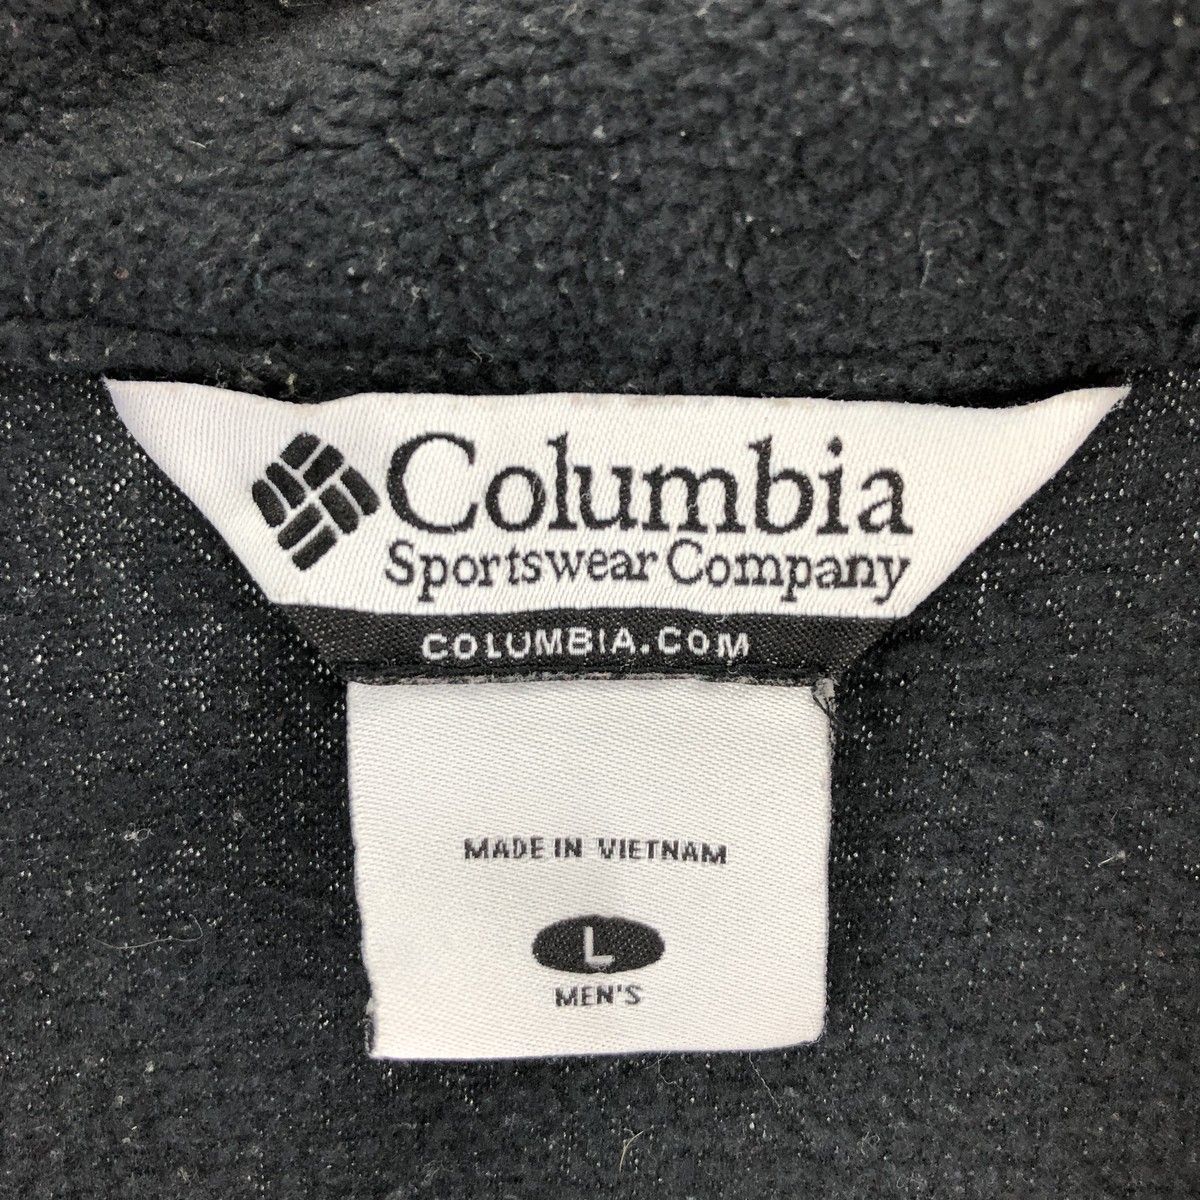 Columbia
Sportswear Company
COLUMBIA.COM
MADE IN VIETNAM
L
MEN'S